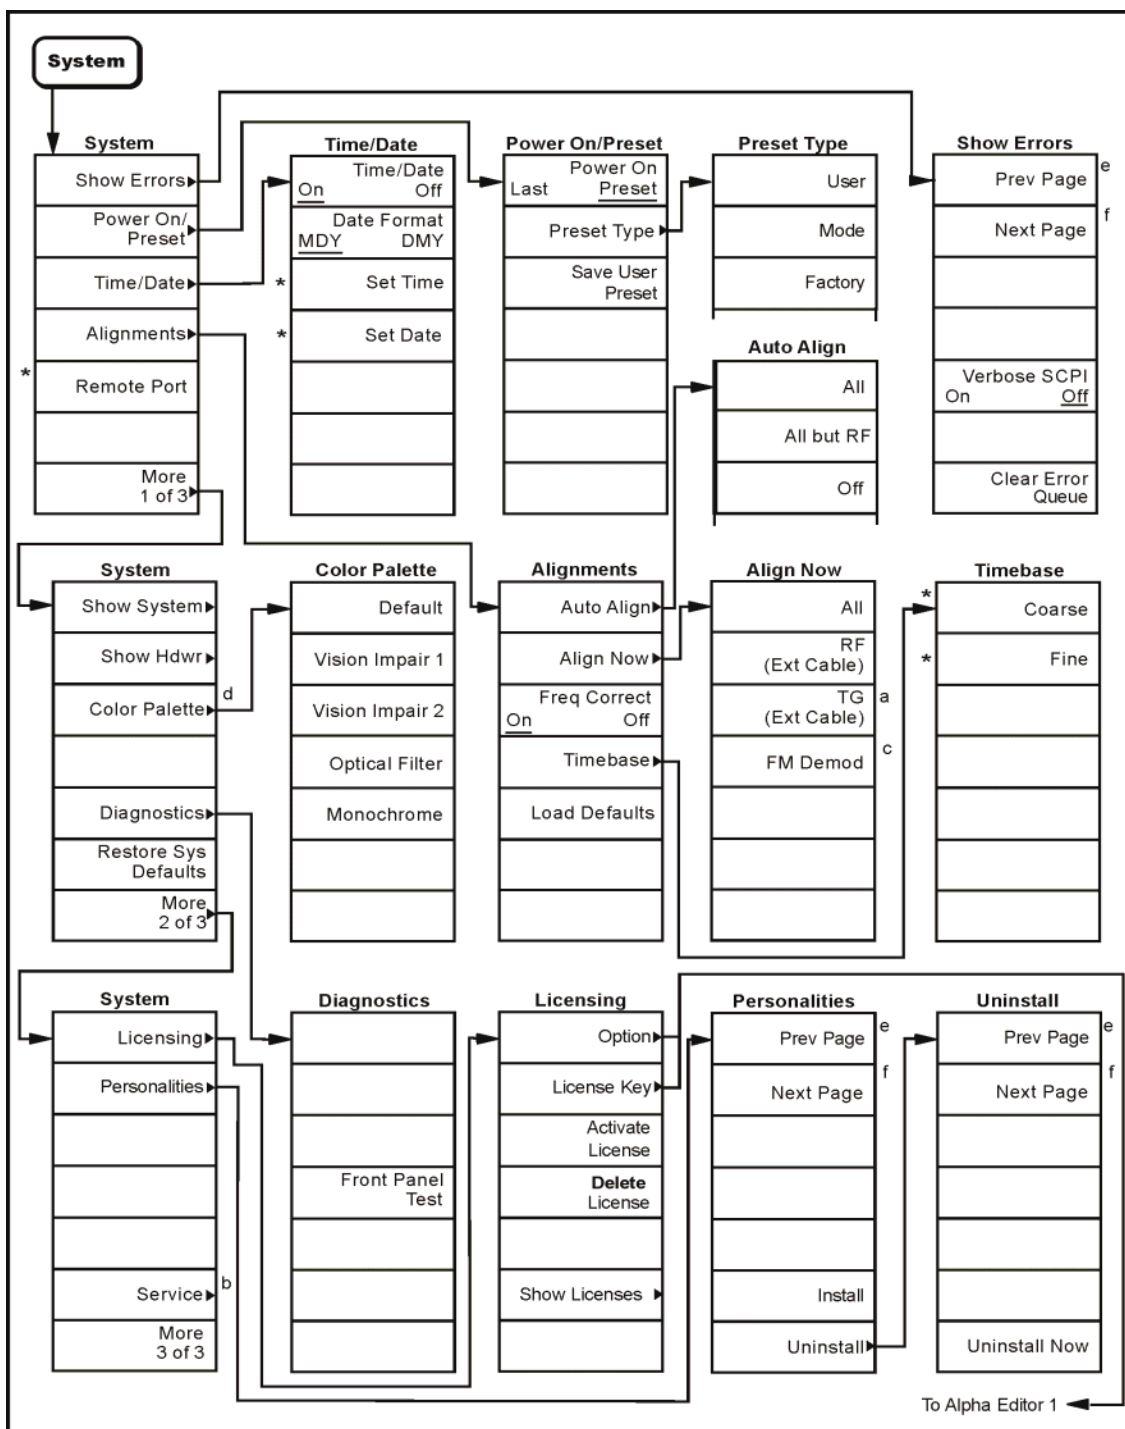 System
System
Show Errors
Power On/
Preset
Time/Date
Alignments
*
Remote Port
More
1 of 3
Time/Date
Time/Date
On Off
Date Format
MDY DMY
* Set Time
* Set Date
Power On/Preset
Power On
Last Preset
Preset Type
Save User
Preset
Preset Type
User
Mode
Factory
Auto Align
All
All but RF
Off
Show Errors
Prev Page e
Next Page f
Verbose SCPI
On Off
Clear Error
Queue
System
Show System
Show Hdwr
Color Palette d
Diagnostics
Restore Sys
Defaults
More
2 of 3
Color Palette
Default
Vision Impair 1
Vision Impair 2
Optical Filter
Monochrome
Alignments
Auto Align
Align Now
Freq Correct
On Off
Timebase
Load Defaults
Align Now
All
RF
(Ext Cable)
TG a
(Ext Cable)
FM Demod c
Timebase
* Coarse
* Fine
System
Licensing
Personalities
Service b
More
3 of 3
Diagnostics
Front Panel
Test
Licensing
Option
License Key
Activate
License
Delete
License
Show Licenses
Personalities
Prev Page e
Next Page f
Install
Uninstall
Uninstall
Prev Page e
Next Page f
Uninstall Now
To Alpha Editor 1